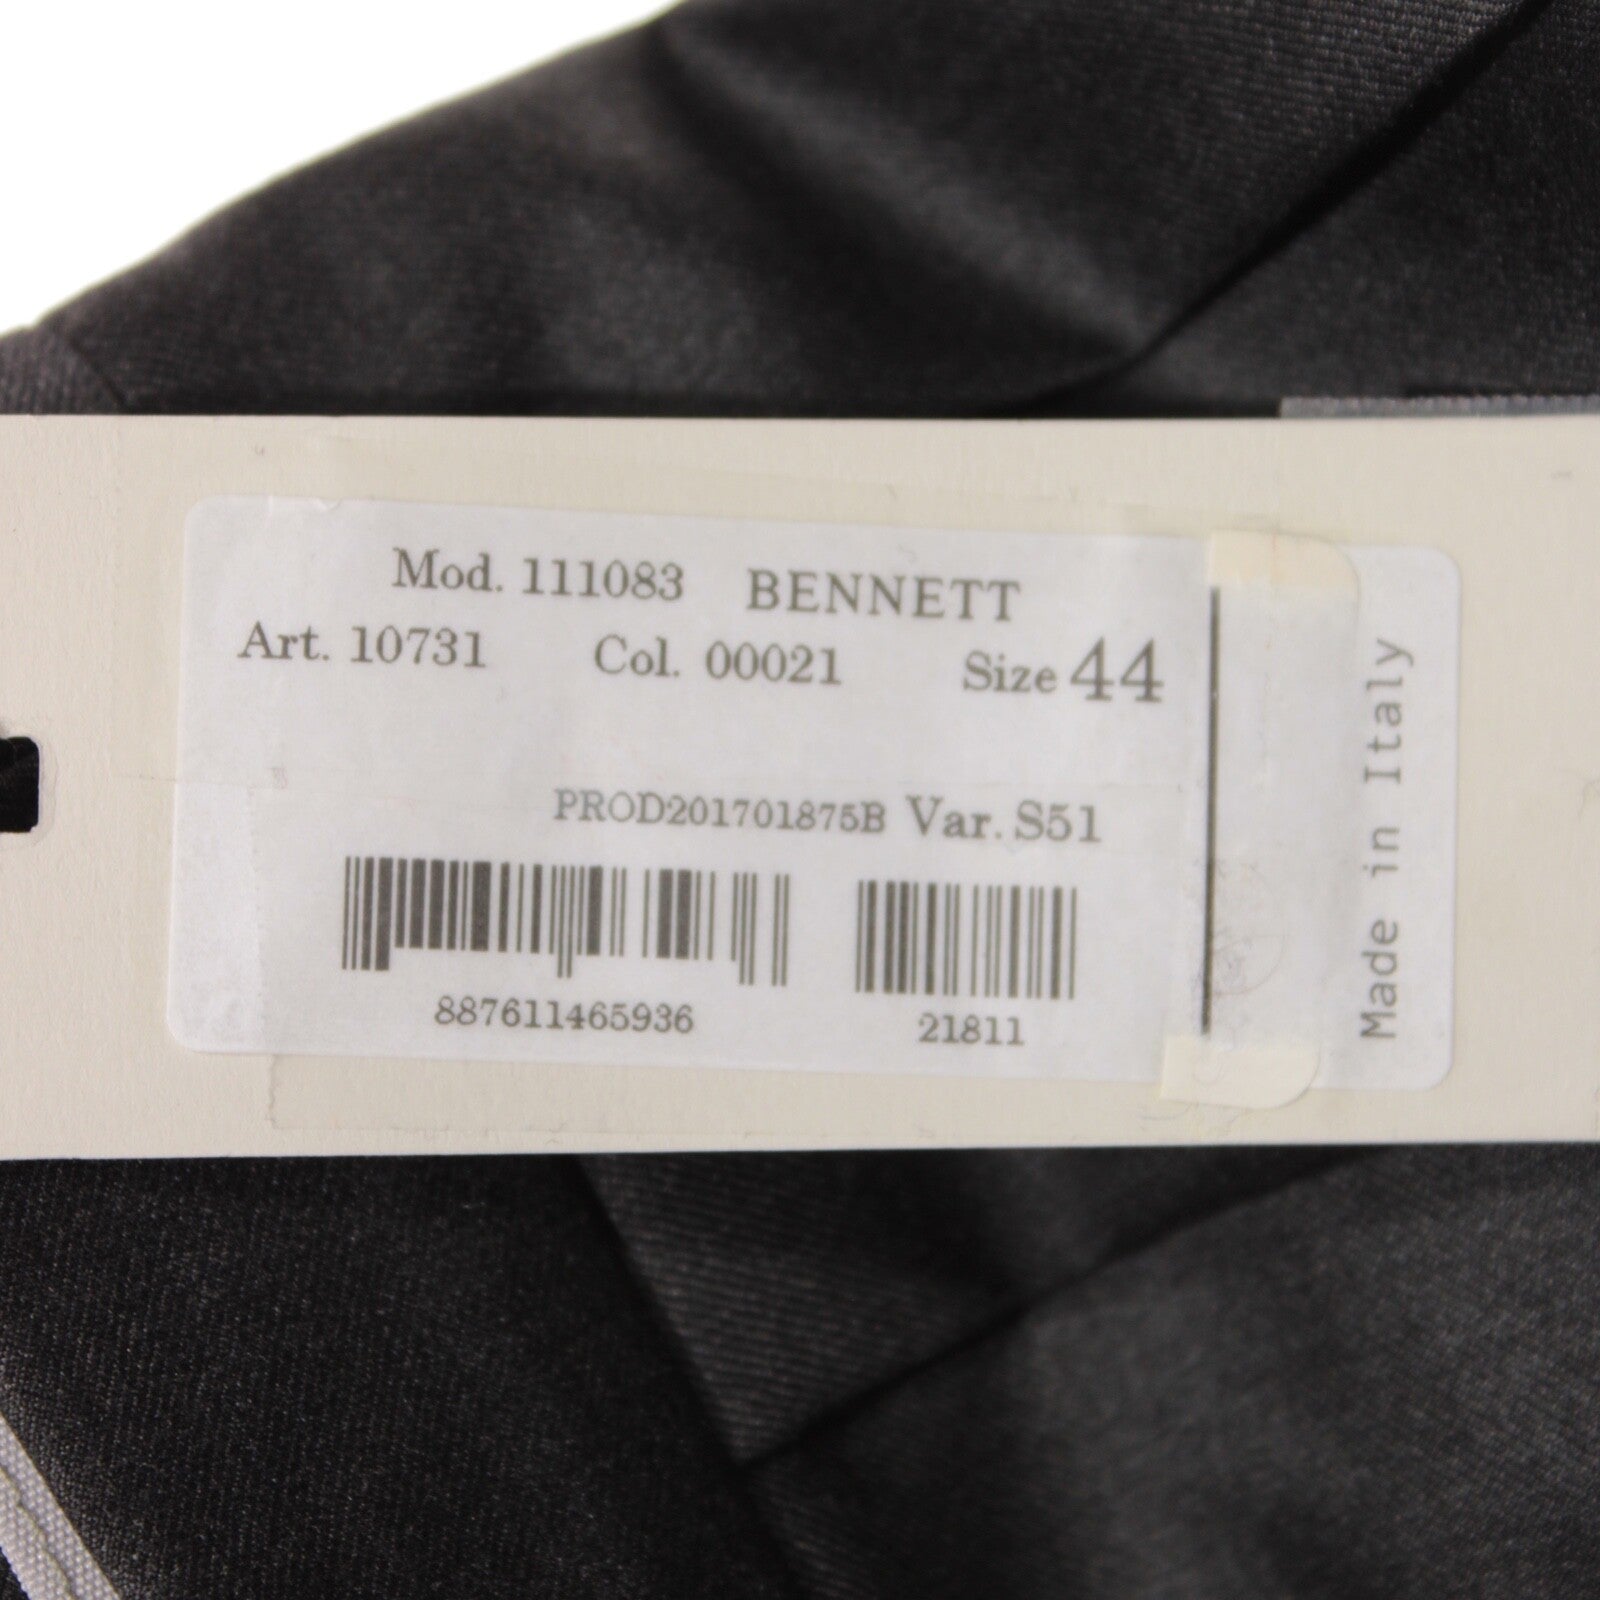 Mod. 111083 BENNETT
Art. 10731 Col. 00021 Size 44
PROD201701875B Var. S51
887611465936 21811
Made in Italy